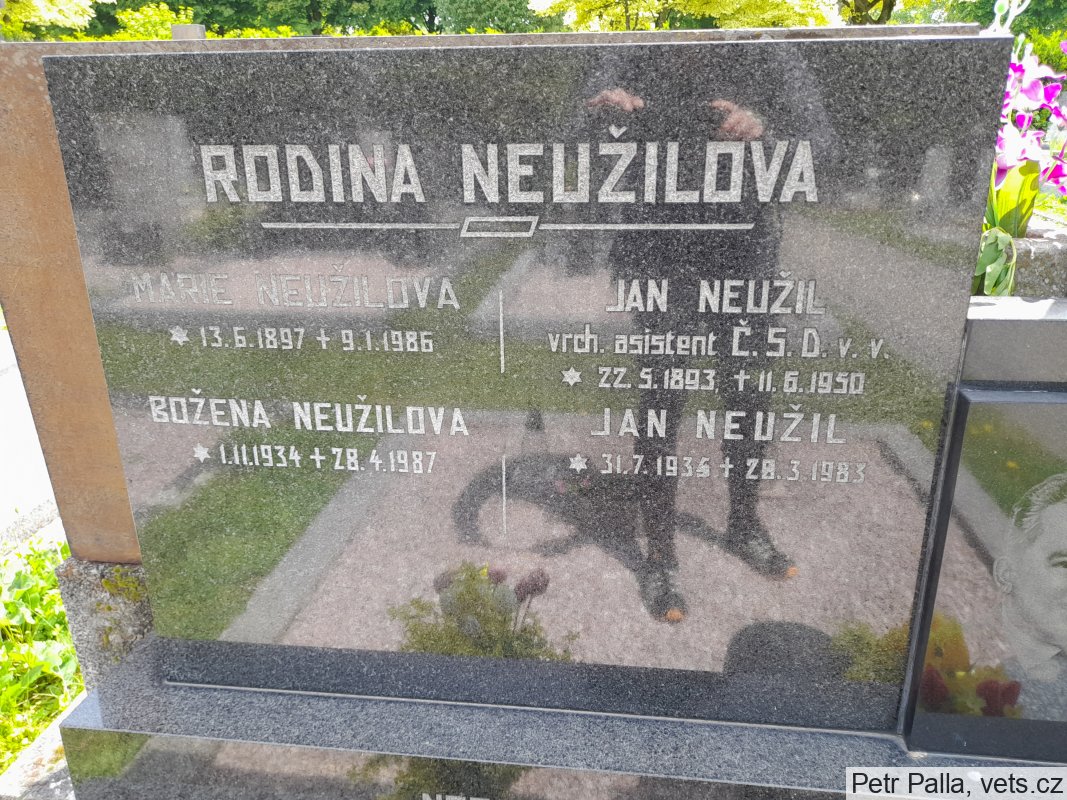 RODINA NEUŽILOVA
MARIE NEUŽILOVA
✡ 13.6.1897 + 9.1.1986
BOŽENA NEUŽILOVA
✡ 1.11.1934 + 28.4.1987
JAN NEUŽIL
vrch. asistent Č.S.D. v. v.
✡ 22.5.1893 + 11.6.1950
JAN NEUŽIL
✡ 31.7.1934 + 28.3.1983
Petr Palla, vets.cz